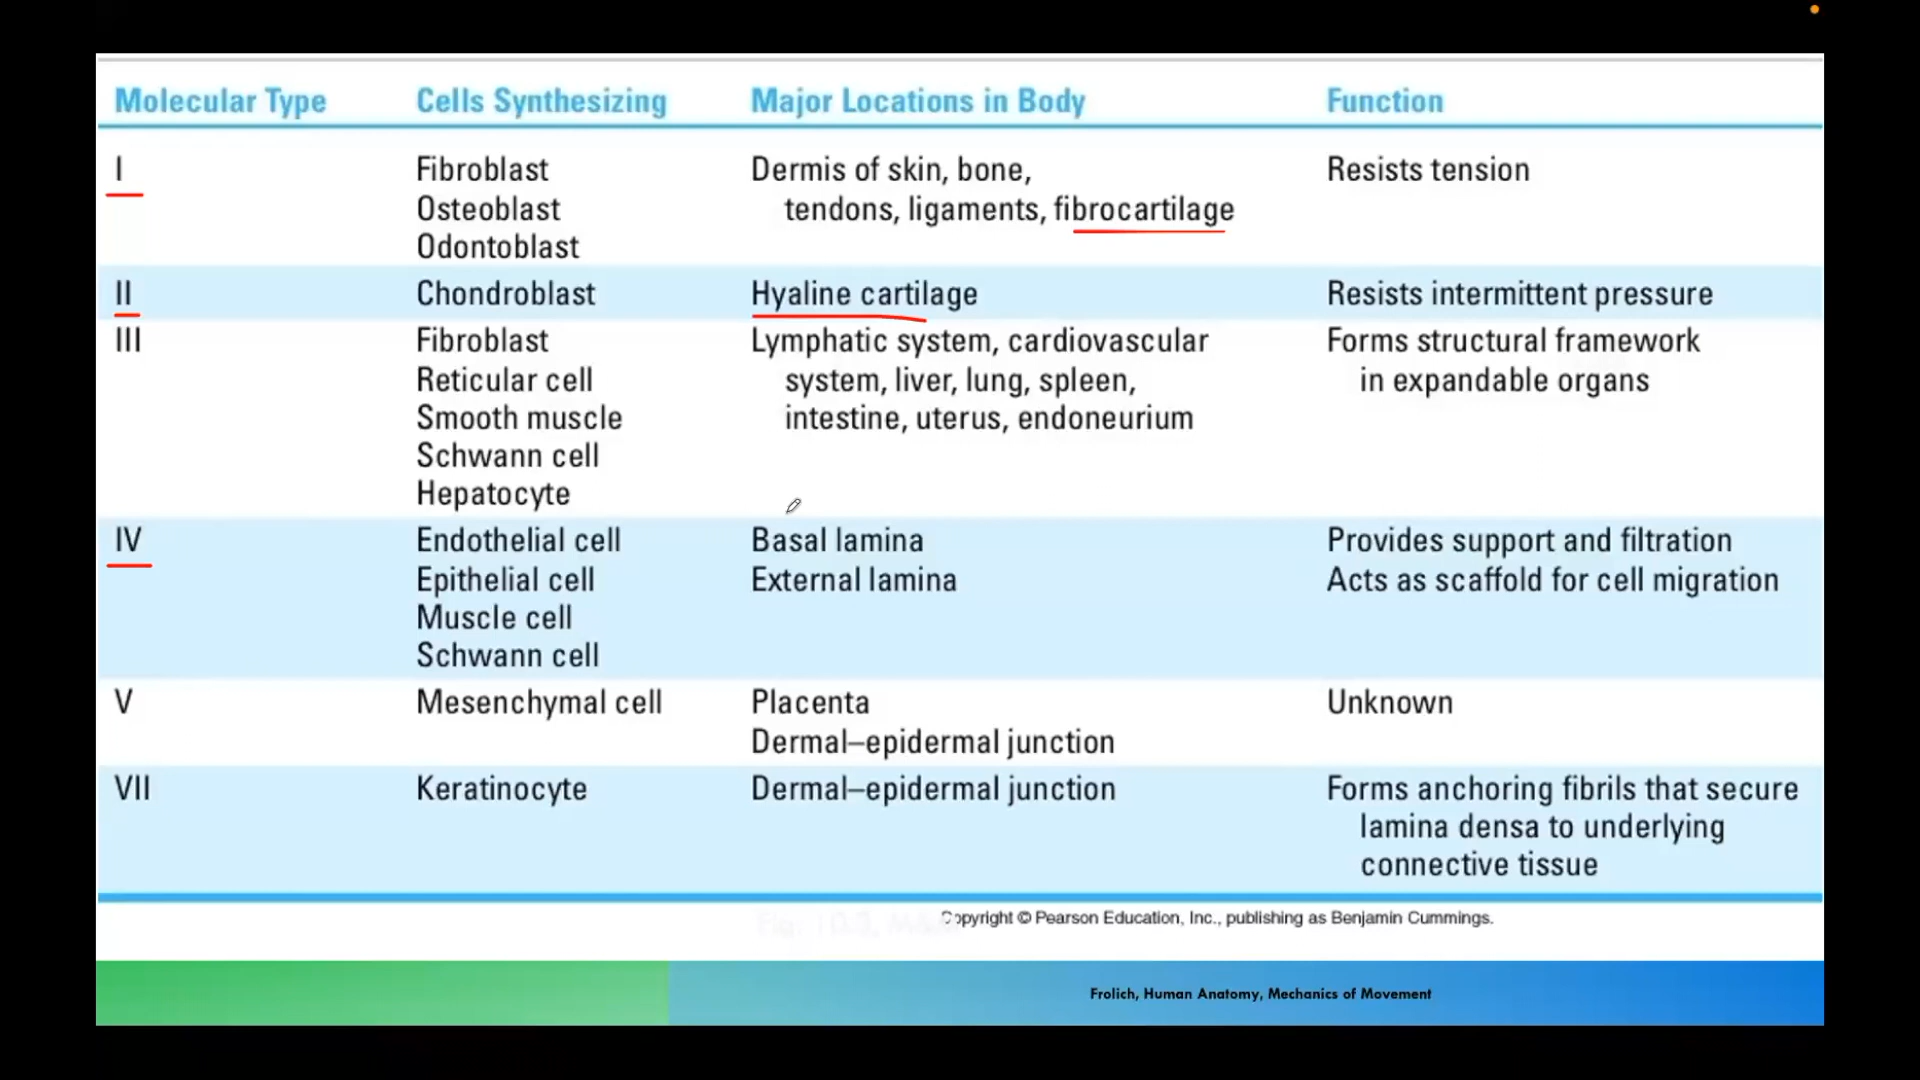 Molecular Type Cells Synthesizing Major Locations in Body Function
I Fibroblast Dermis of skin, bone, Resists tension
Osteoblast tendons, ligaments, fibrocartilage
Odontoblast
II Chondroblast Hyaline cartilage Resists intermittent pressure
III Fibroblast Lymphatic system, cardiovascular Forms structural framework
Reticular cell system, liver, lung, spleen, in expandable organs
Smooth muscle intestine, uterus, endoneurium
Schwann cell
Hepatocyte
IV Endothelial cell Basal lamina Provides support and filtration
Epithelial cell External lamina Acts as scaffold for cell migration
Muscle cell
Schwann cell
V Mesenchymal cell Placenta Unknown
Dermal–epidermal junction
VII Keratinocyte Dermal–epidermal junction Forms anchoring fibrils that secure
lamina densa to underlying
connective tissue
Copyright © Pearson Education, Inc., publishing as Benjamin Cummings.
Frolich, Human Anatomy, Mechanics of Movement